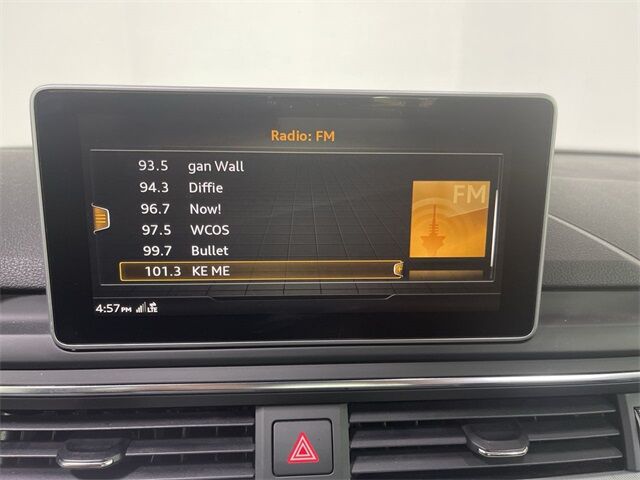 Radio: FM
93.5 gan Wall
94.3 Diffie
96.7 Now!
97.5 WCOS
99.7 Bullet
101.3 KE ME
FM
4:57 PM LTE